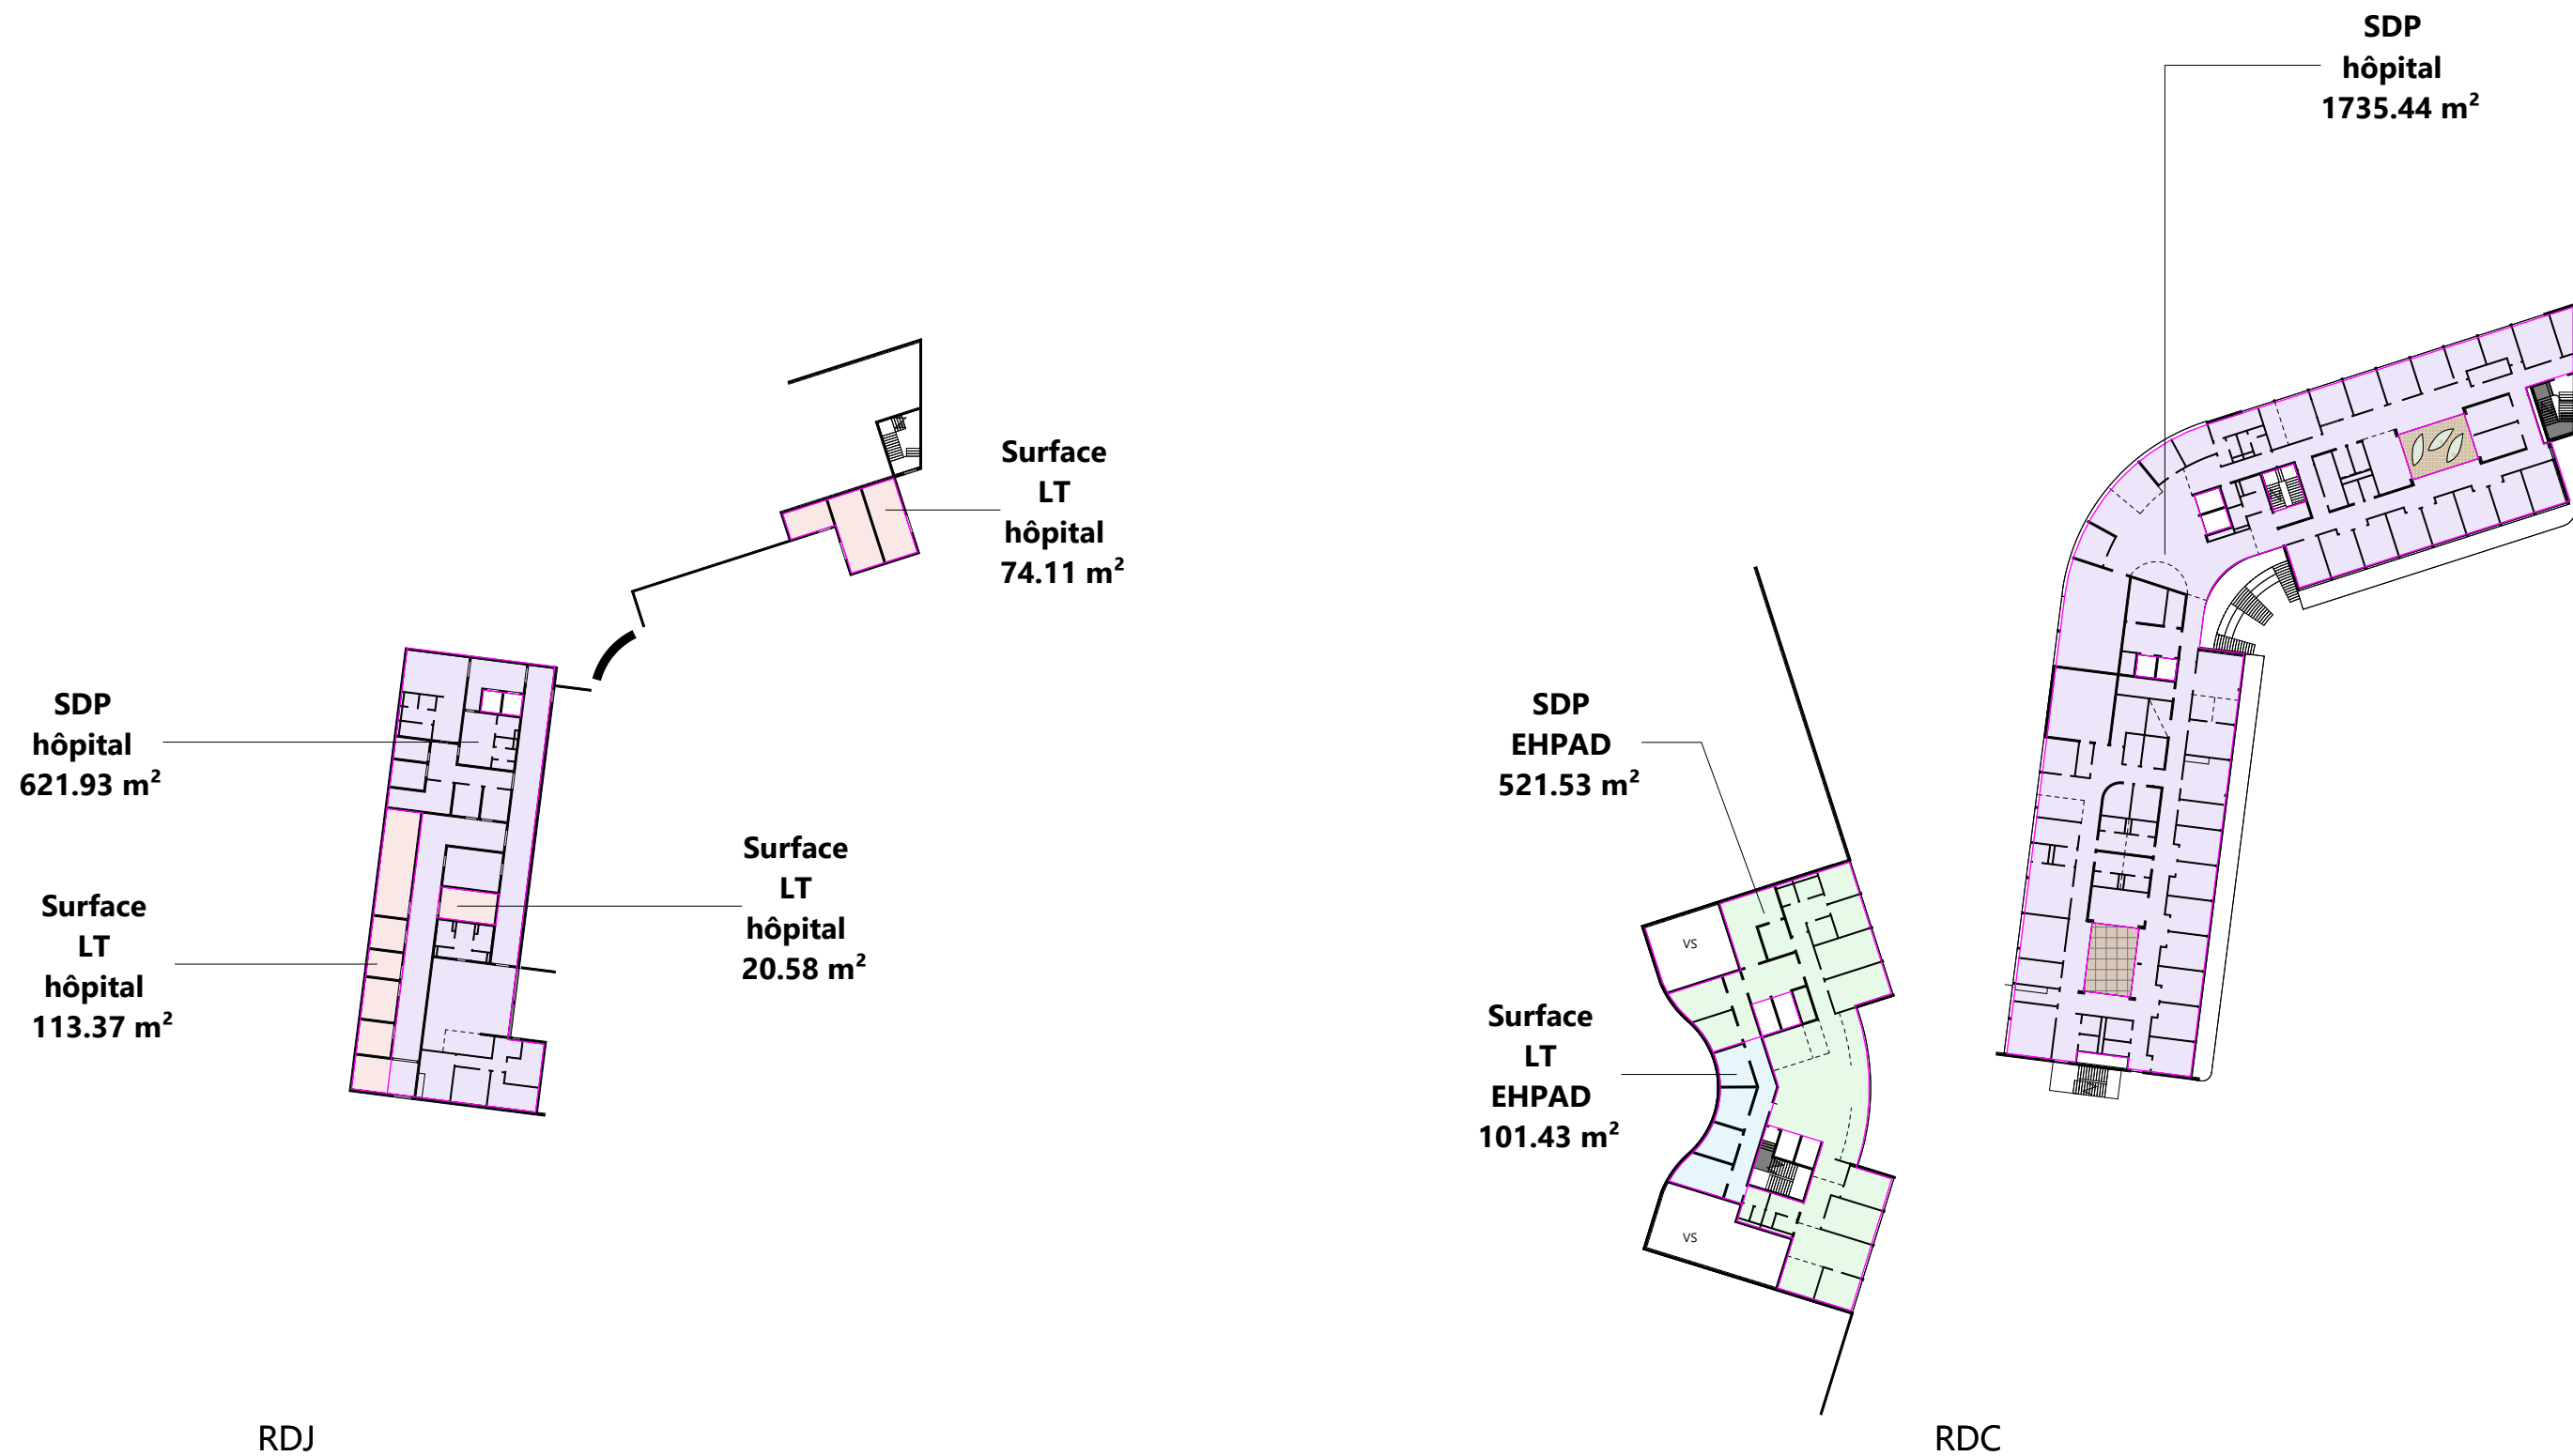 SDP
hôpital
1735.44 m²
Surface
LT
hôpital
74.11 m²
SDP
hôpital
621.93 m²
Surface
LT
hôpital
20.58 m²
Surface
LT
hôpital
113.37 m²
SDP
EHPAD
521.53 m²
VS
Surface
LT
EHPAD
101.43 m²
VS
RDJ
RDC